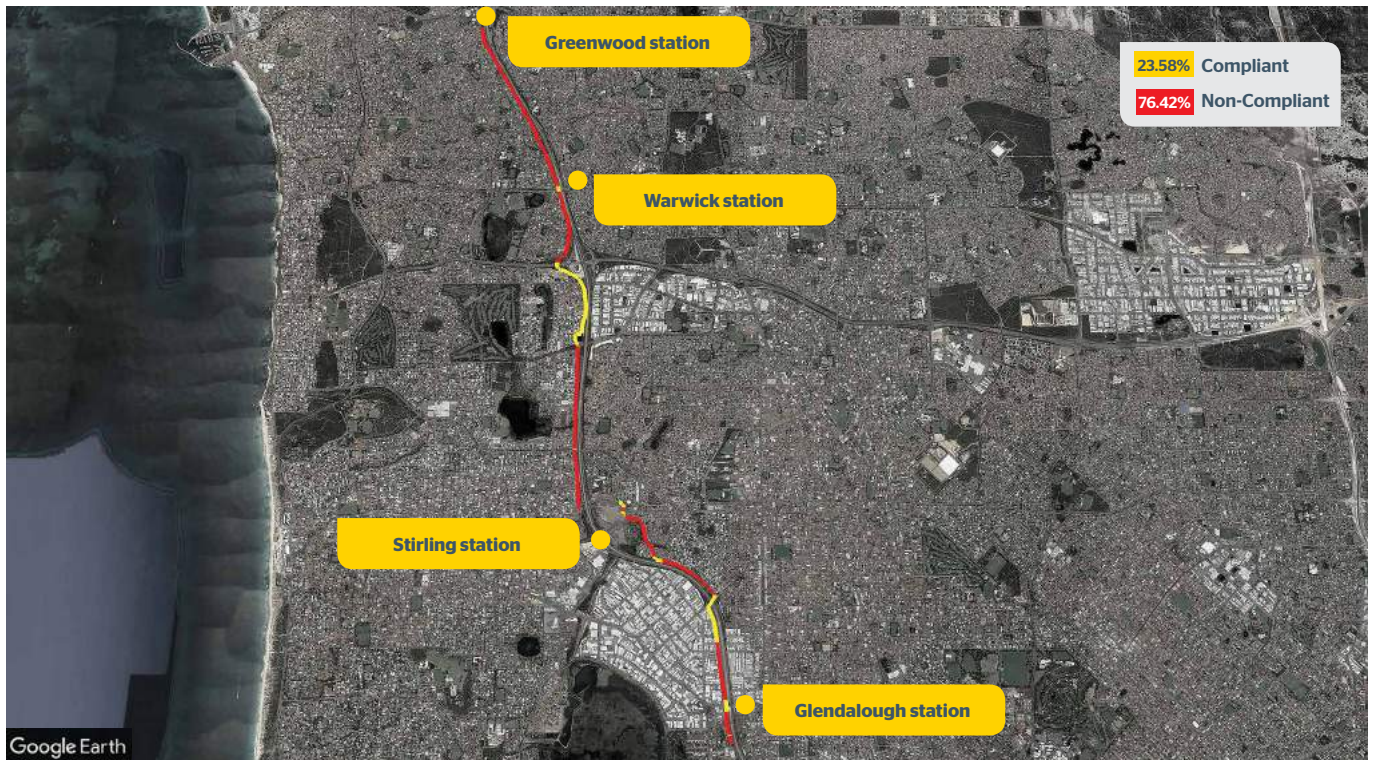 Greenwood station
23.58% Compliant
76.42% Non-Compliant
Warwick station
Stirling station
Glendalough station
Google Earth